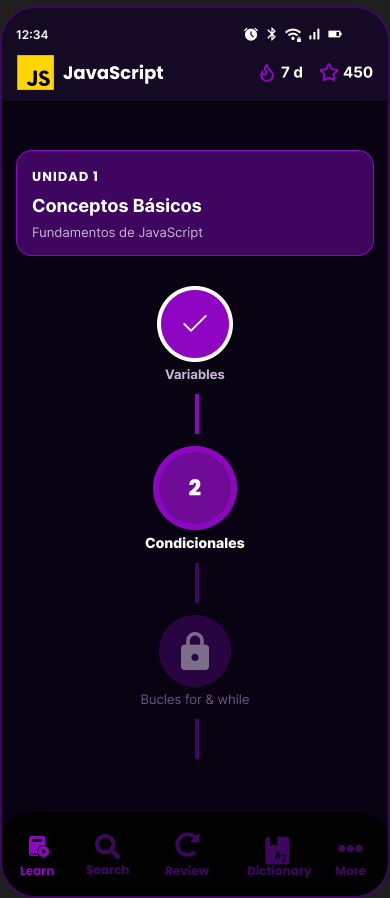 12:34
JS JavaScript 7 d 450
UNIDAD 1
Conceptos Básicos
Fundamentos de JavaScript
Variables
2
Condicionales
Bucles for & while
A Z
Learn Search Review Dictionary More